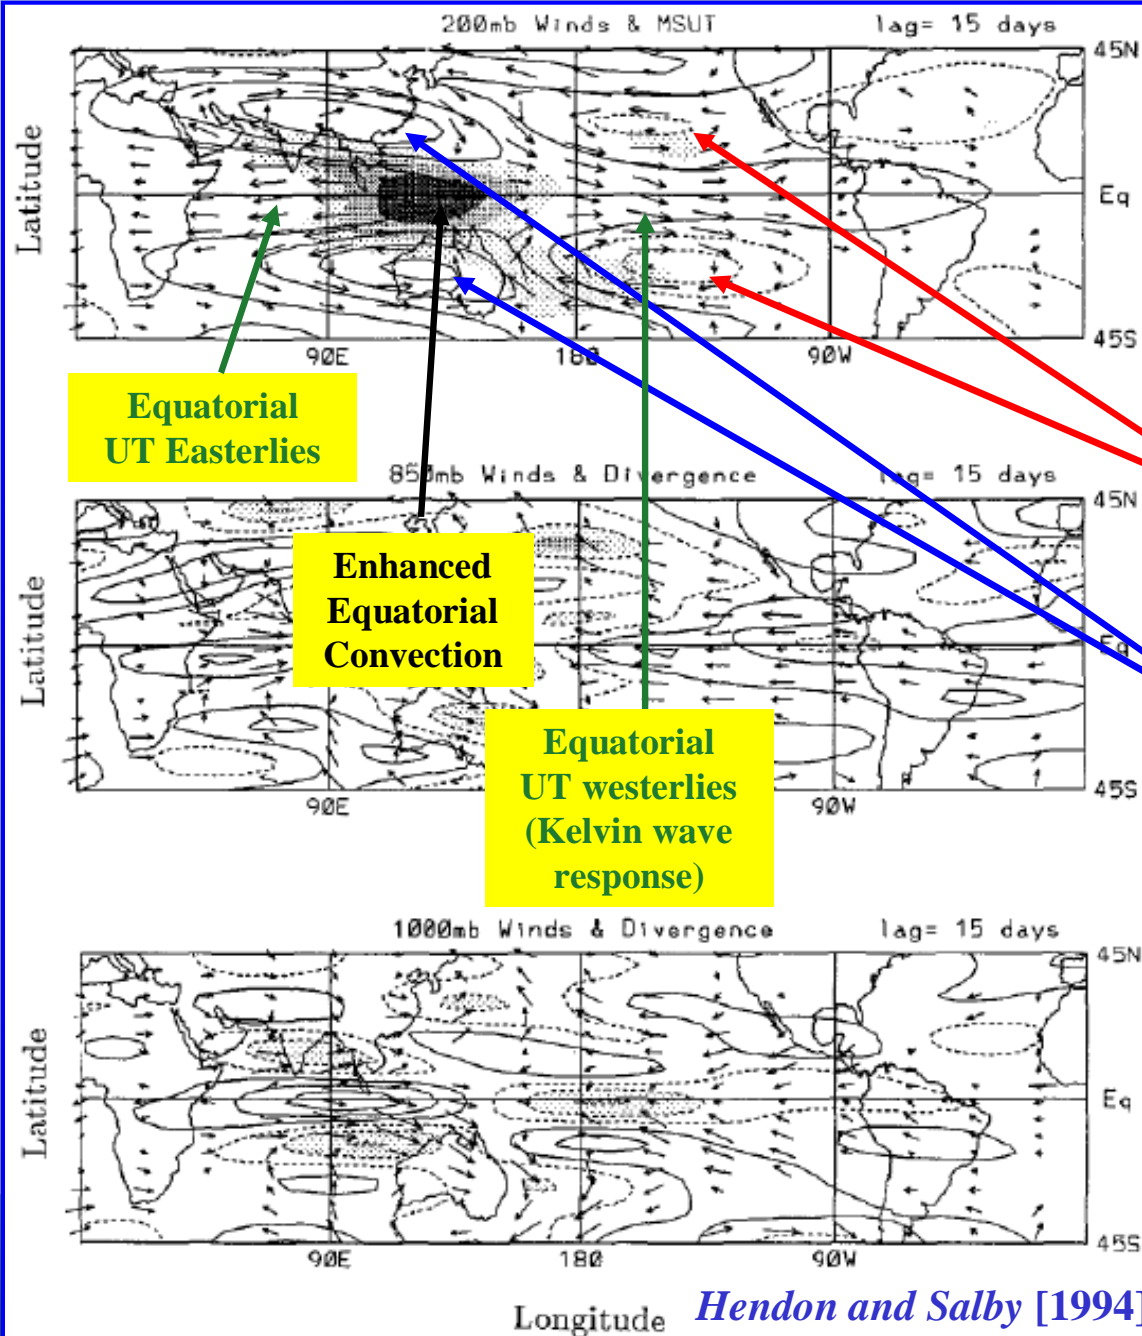 200mb Winds & MSUT lag= 15 days
45N
Latitude
Eq
45S
90E 180 90W
Equatorial
UT Easterlies
850mb Winds & Divergence lag= 15 days
45N
Latitude
Enhanced
Equatorial
Convection
Eq
Equatorial
UT westerlies
(Kelvin wave
response)
45S
90E 90W
1000mb Winds & Divergence lag= 15 days
45N
Latitude
Eq
45S
90E 180 90W
Longitude
Hendon and Salby [1994]